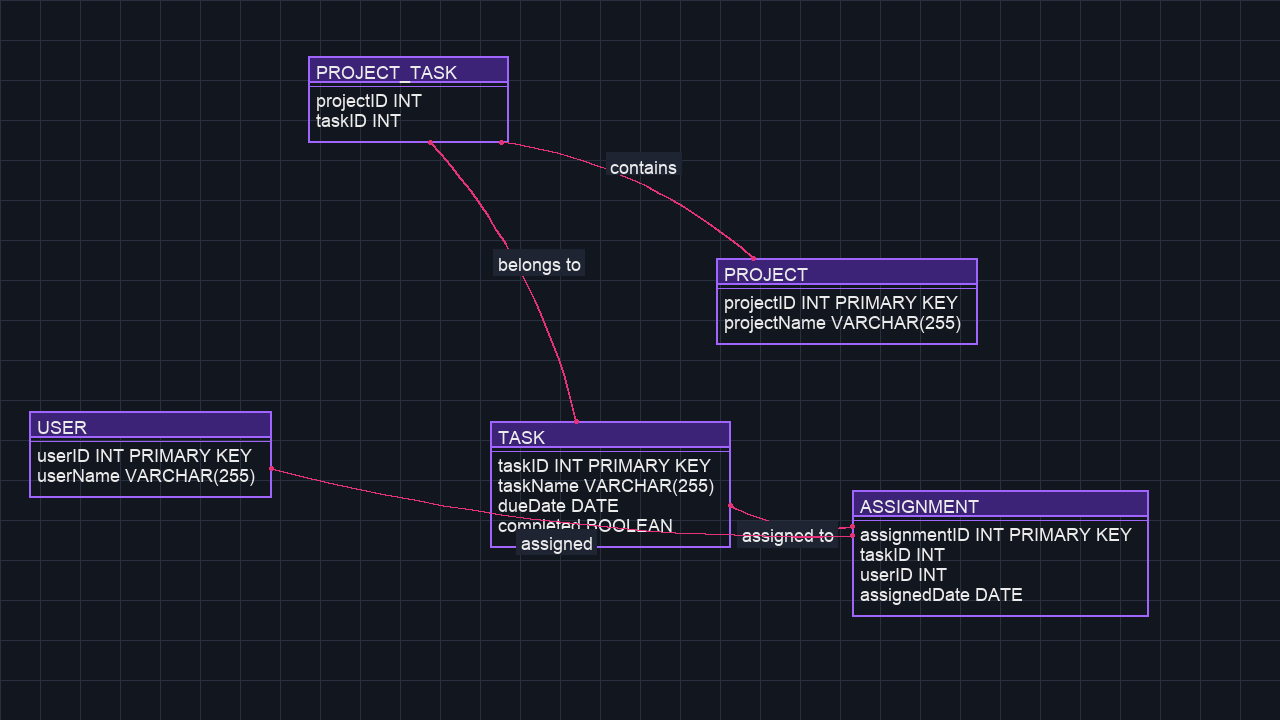 PROJECT_TASK
projectID INT
taskID INT
contains
belongs to
PROJECT
projectID INT PRIMARY KEY
projectName VARCHAR(255)
USER
userID INT PRIMARY KEY
userName VARCHAR(255)
TASK
taskID INT PRIMARY KEY
taskName VARCHAR(255)
dueDate DATE
completed BOOLEAN
assigned
assigned to
ASSIGNMENT
assignmentID INT PRIMARY KEY
taskID INT
userID INT
assignedDate DATE